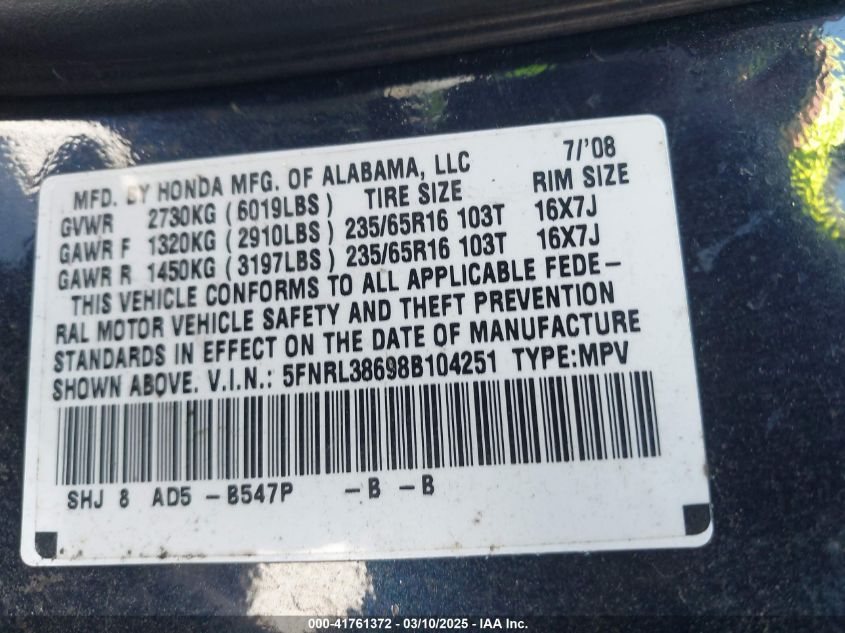 MFD. BY HONDA MFG. OF ALABAMA, LLC 7/'08
GVWR 2730KG (6019LBS) TIRE SIZE RIM SIZE
GAWR F 1320KG (2910LBS) 235/65R16 103T 16X7J
GAWR R 1450KG (3197LBS) 235/65R16 103T 16X7J
THIS VEHICLE CONFORMS TO ALL APPLICABLE FEDE-
RAL MOTOR VEHICLE SAFETY AND THEFT PREVENTION
STANDARDS IN EFFECT ON THE DATE OF MANUFACTURE
SHOWN ABOVE. V.I.N.: 5FNRL38698B104251 TYPE:MPV
SHJ 8 AD5 -B547P -B -B
000-41761372 - 03/10/2025 - IAA Inc.